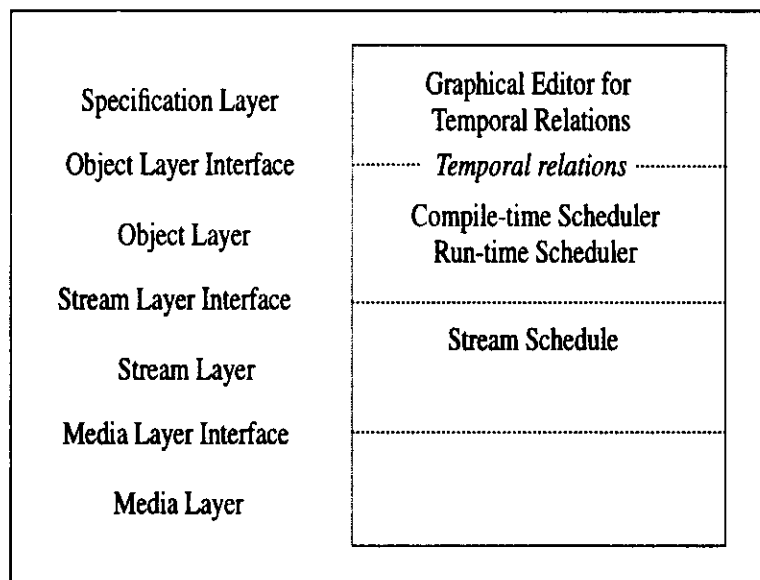 Specification Layer
Graphical Editor for
Temporal Relations
Object Layer Interface
Temporal relations
Object Layer
Compile-time Scheduler
Run-time Scheduler
Stream Layer Interface
Stream Schedule
Stream Layer
Media Layer Interface
Media Layer